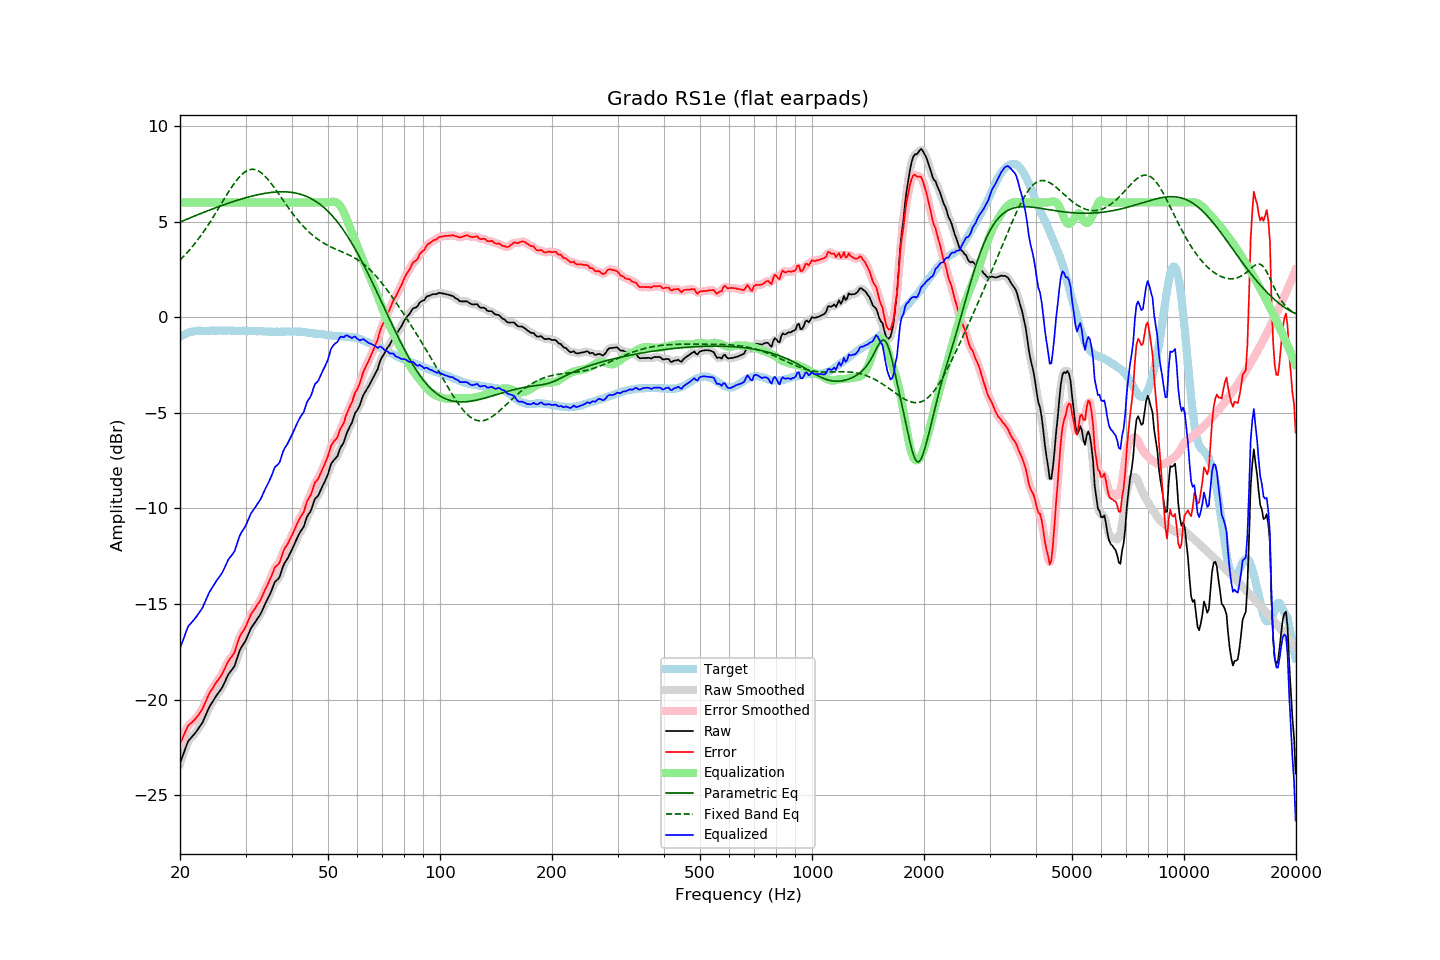 Grado RS1e (flat earpads)
Amplitude (dBr)
10
5
0
−5
−10
−15
−20
−25
Target
Raw Smoothed
Error Smoothed
Raw
Error
Equalization
Parametric Eq
Fixed Band Eq
Equalized
20 50 100 200 500 1000 2000 5000 10000 20000
Frequency (Hz)